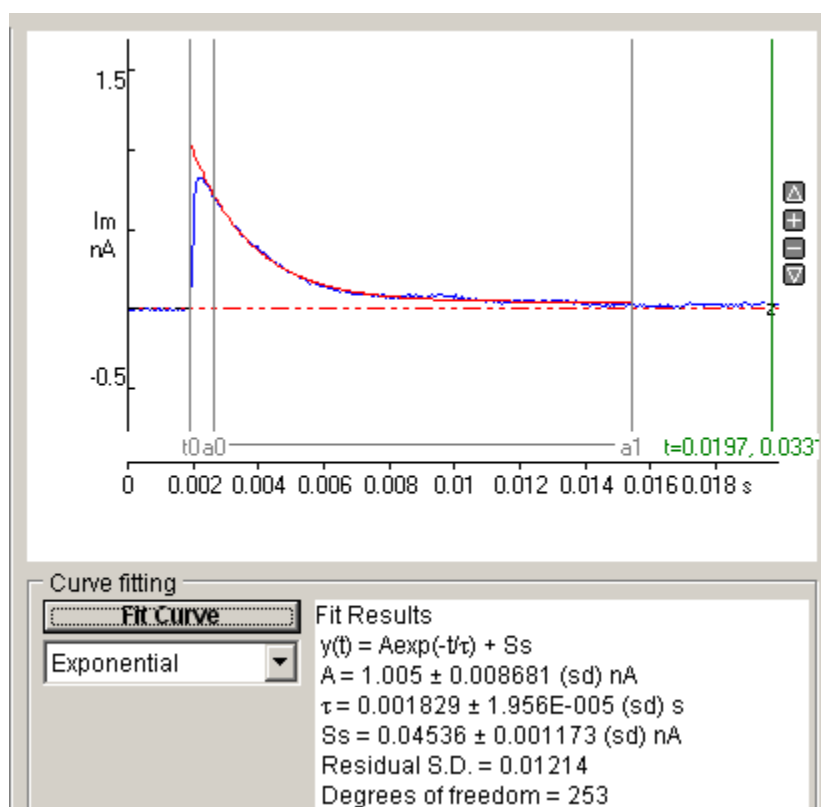 1.5
Im
nA
-0.5
t0 a0 a1 t=0.0197, 0.0331
0 0.002 0.004 0.006 0.008 0.01 0.012 0.014 0.016 0.018 s
Curve fitting
Fit Curve
Exponential
Fit Results
y(t) = Aexp(-t/τ) + Ss
A = 1.005 ± 0.008681 (sd) nA
τ = 0.001829 ± 1.956E-005 (sd) s
Ss = 0.04536 ± 0.001173 (sd) nA
Residual S.D. = 0.01214
Degrees of freedom = 253